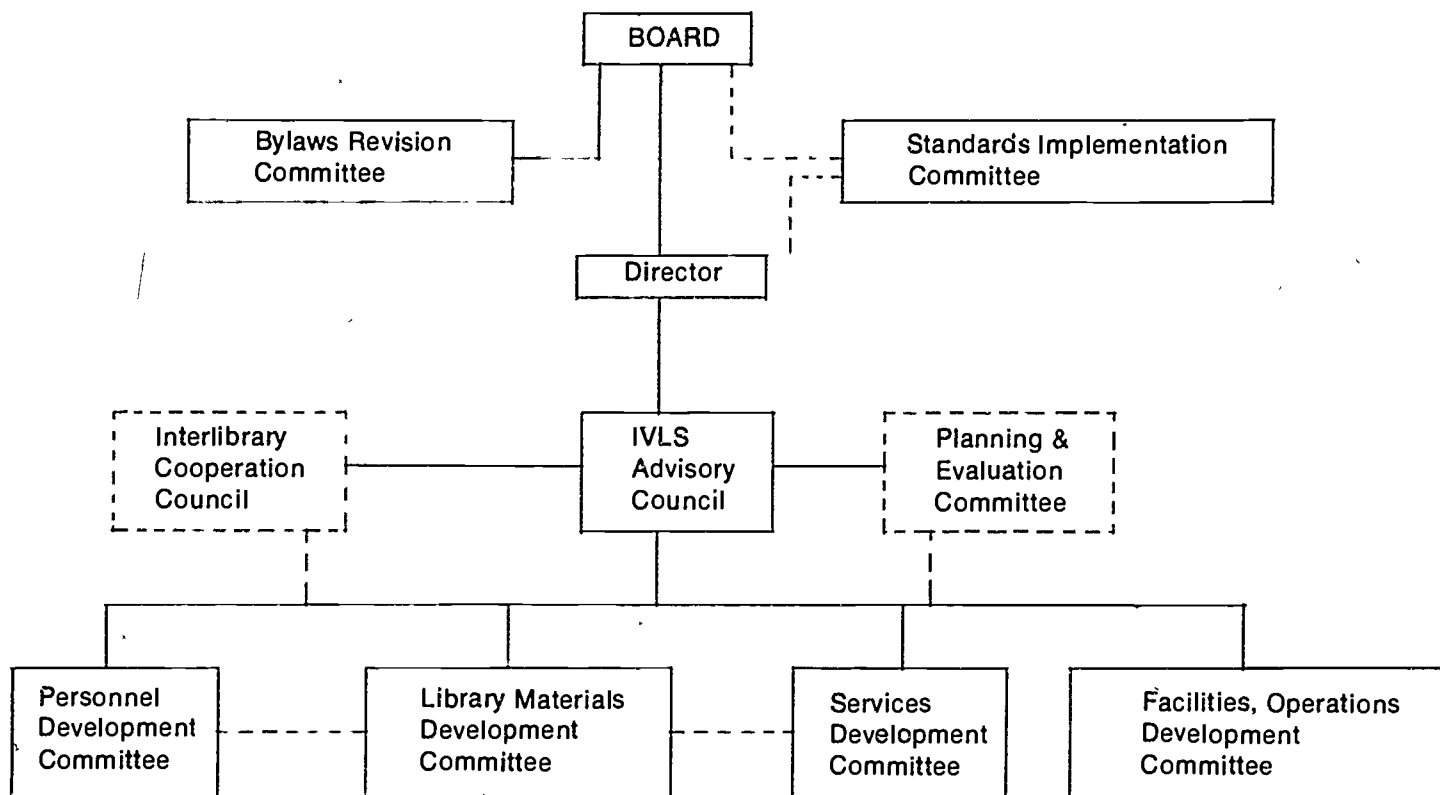 BOARD
Bylaws Revision
Committee
Standards Implementation
Committee
Director
Interlibrary
Cooperation
Council
IVLS
Advisory
Council
Planning &
Evaluation
Committee
Personnel
Development
Committee
Library Materials
Development
Committee
Services
Development
Committee
Facilities, Operations
Development
Committee